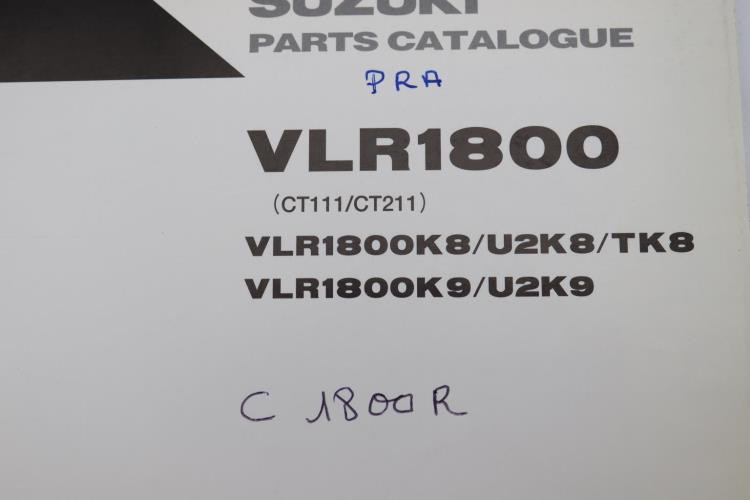 SUZUKI
PARTS CATALOGUE
PRA
VLR1800
(CT111/CT211)
VLR1800K8/U2K8/TK8
VLR1800K9/U2K9
C 1800R